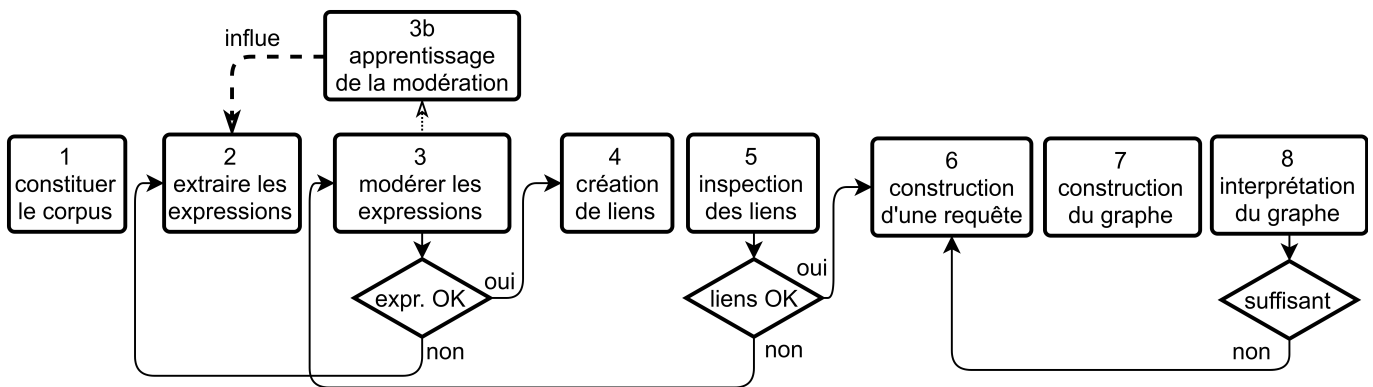 3b
apprentissage
de la modération
influe
1
constituer
le corpus
2
extraire les
expressions
3
modérer les
expressions
4
création
de liens
5
inspection
des liens
6
construction
d'une requête
7
construction
du graphe
8
interprétation
du graphe
expr. OK
oui
non
liens OK
oui
non
suffisant
non